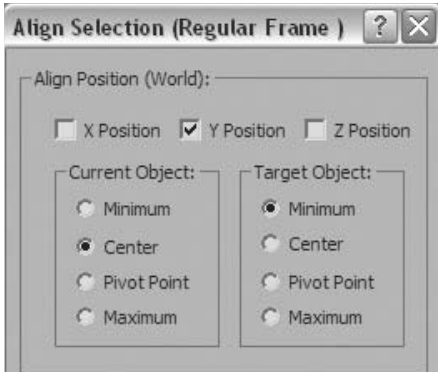 Align Selection (Regular Frame )
Align Position (World):
X Position Y Position Z Position
Current Object: Target Object:
Minimum Minimum
Center Center
Pivot Point Pivot Point
Maximum Maximum